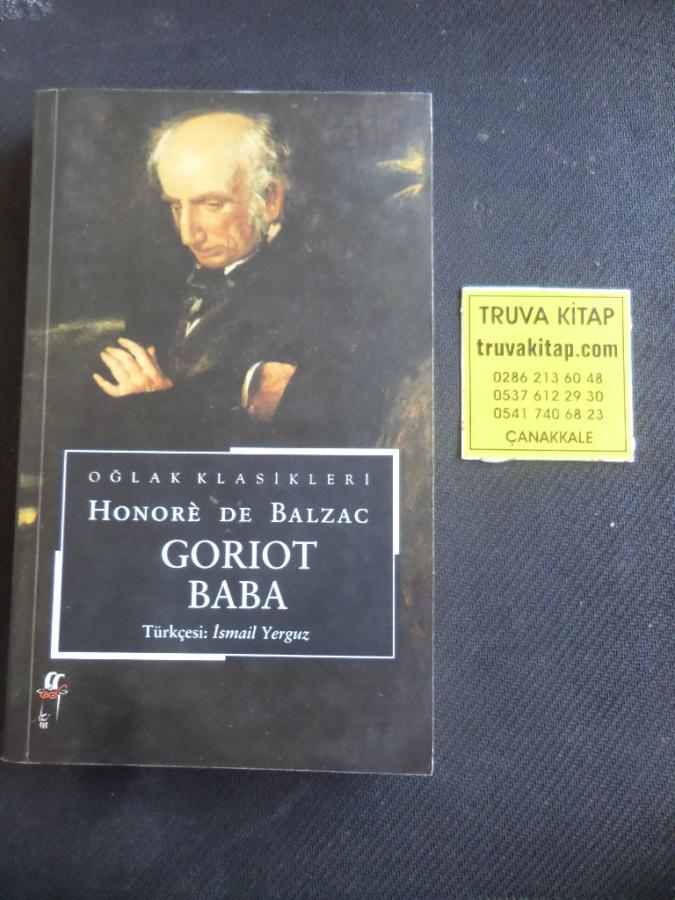 OĞLAK KLASİKLERİ
HONORÈ DE BALZAC
GORIOT
BABA
Türkçesi: İsmail Yerguz
TRUVA KİTAP
truvakitap.com
0286 213 60 48
0537 612 29 30
0541 740 68 23
ÇANAKKALE